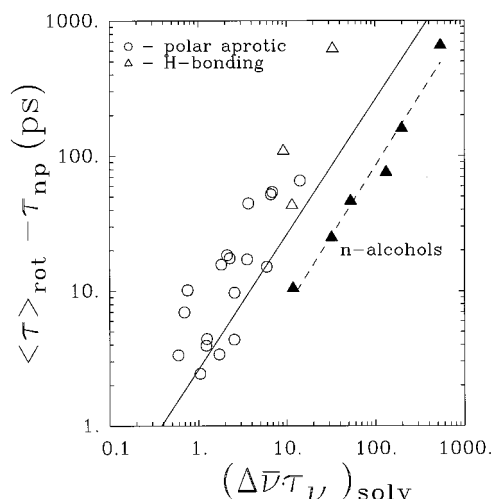 ○ – polar aprotic
△ – H–bonding
1000.
100.
10.
1.
<τ>rot – τnp (ps)
n–alcohols
0.1 1. 10. 100. 1000.
(Δν̄·τν)solv